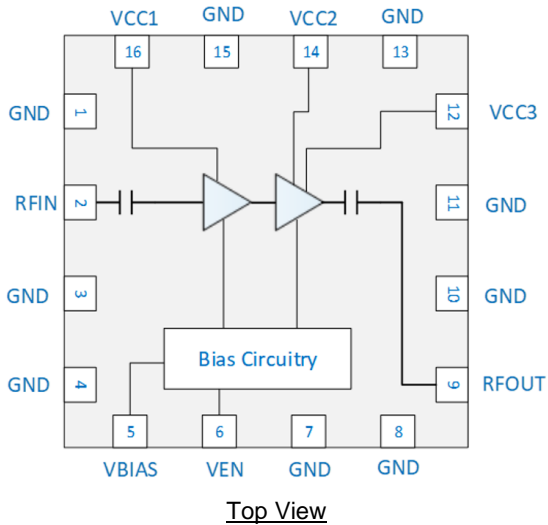 VCC1 GND VCC2 GND
16 15 14 13
GND 1 12 VCC3
RFIN 2 11 GND
GND 3 10 GND
Bias Circuitry
GND 4 9 RFOUT
5 6 7 8
VBIAS VEN GND GND
Top View